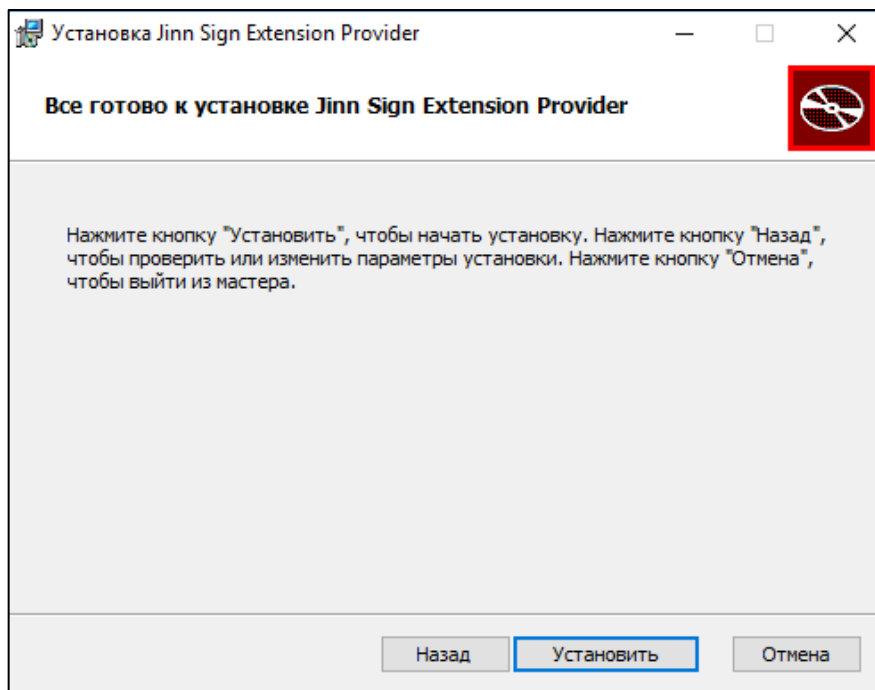 Установка Jinn Sign Extension Provider
Все готово к установке Jinn Sign Extension Provider
Нажмите кнопку "Установить", чтобы начать установку. Нажмите кнопку "Назад",
чтобы проверить или изменить параметры установки. Нажмите кнопку "Отмена",
чтобы выйти из мастера.
Назад Установить Отмена